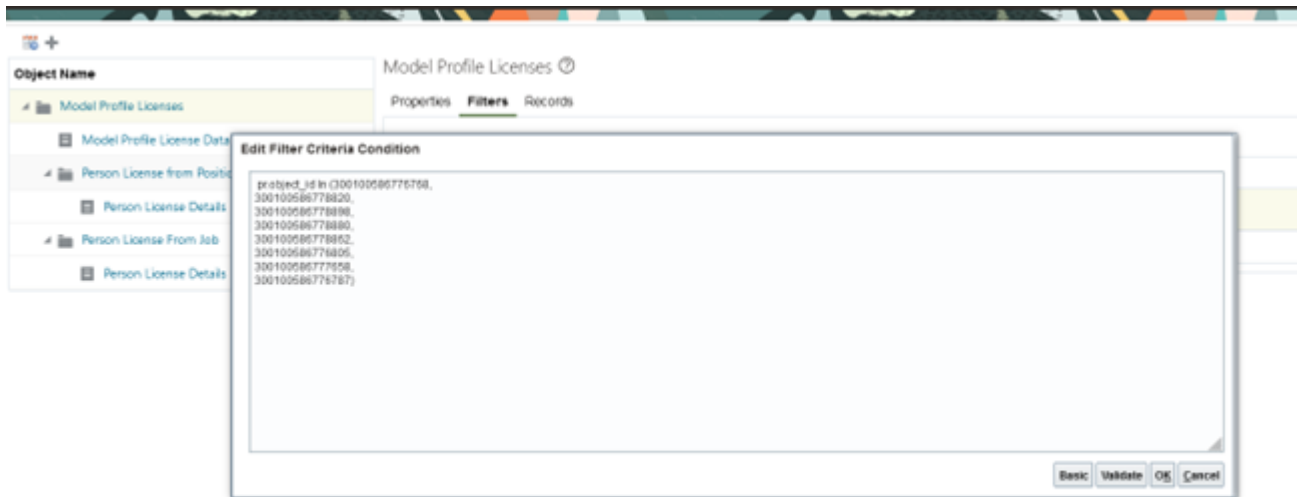 Object Name
Model Profile Licenses
Model Profile License Data
Person License from Positio
Person License Details
Person License From Job
Person License Details
Model Profile Licenses
Properties Filters Records
Edit Filter Criteria Condition
pr.object_id in (300100586776768,
300100586778820,
300100586778898,
300100586778880,
300100586778862,
300100586776805,
300100586777658,
300100586776787)
Basic Validate OK Cancel